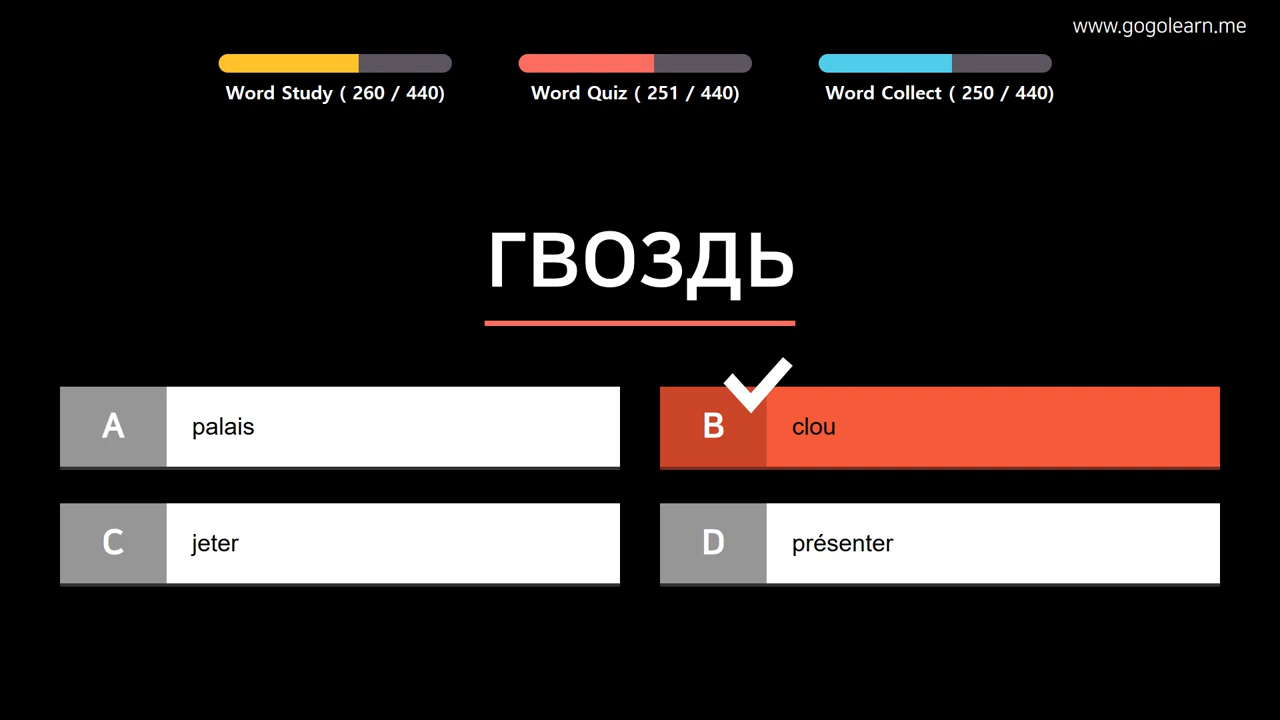 www.gogolearn.me
Word Study ( 260 / 440)
Word Quiz ( 251 / 440)
Word Collect ( 250 / 440)
ГВОЗДЬ
A
palais
B
clou
C
jeter
D
présenter